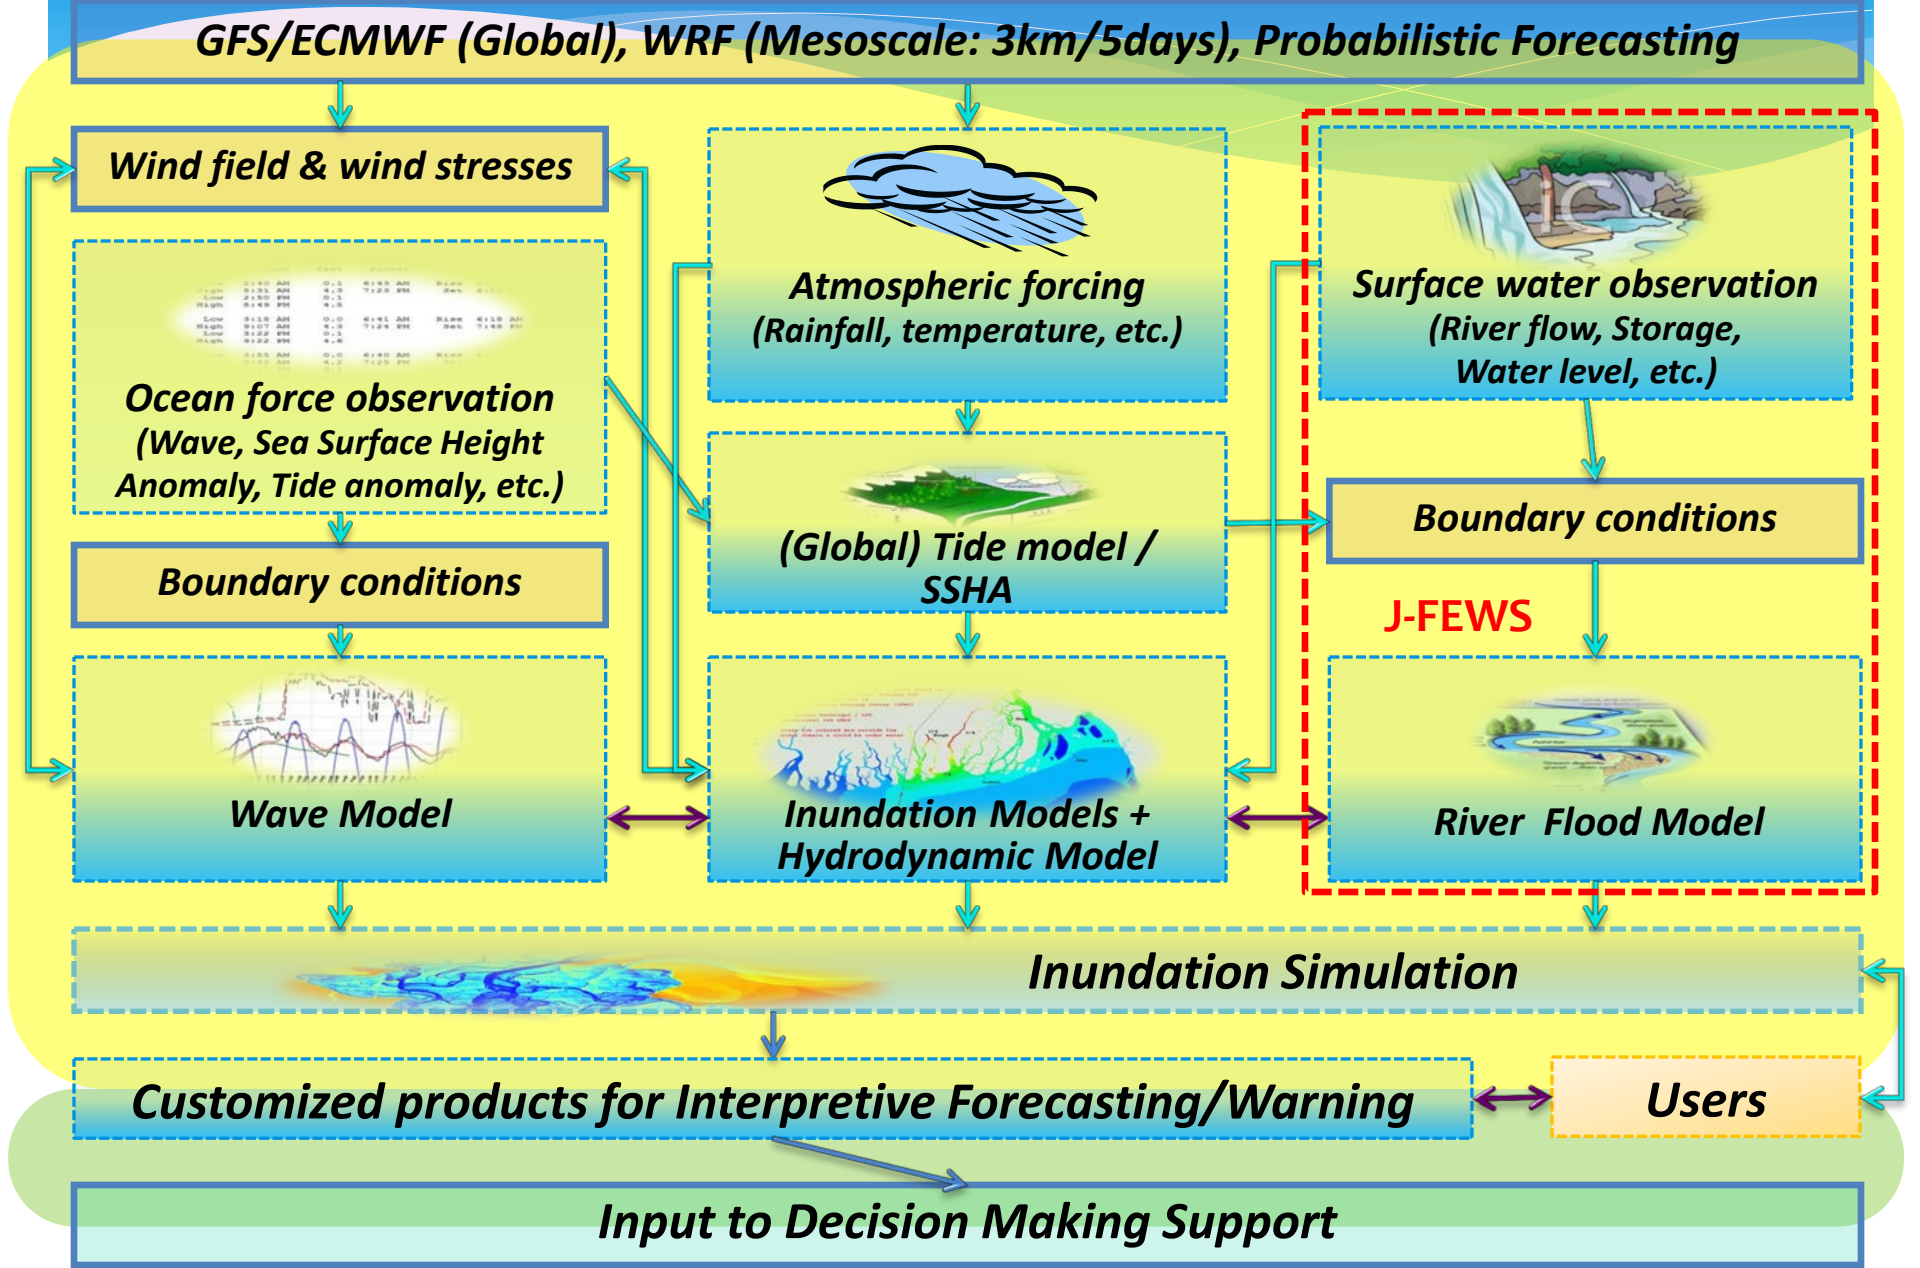 GFS/ECMWF (Global), WRF (Mesoscale: 3km/5days), Probabilistic Forecasting
Wind field & wind stresses
Ocean force observation
(Wave, Sea Surface Height
Anomaly, Tide anomaly, etc.)
Boundary conditions
Wave Model
Atmospheric forcing
(Rainfall, temperature, etc.)
(Global) Tide model /
SSHA
Inundation Models +
Hydrodynamic Model
Surface water observation
(River flow, Storage,
Water level, etc.)
Boundary conditions
J-FEWS
River Flood Model
Inundation Simulation
Customized products for Interpretive Forecasting/Warning
Users
Input to Decision Making Support